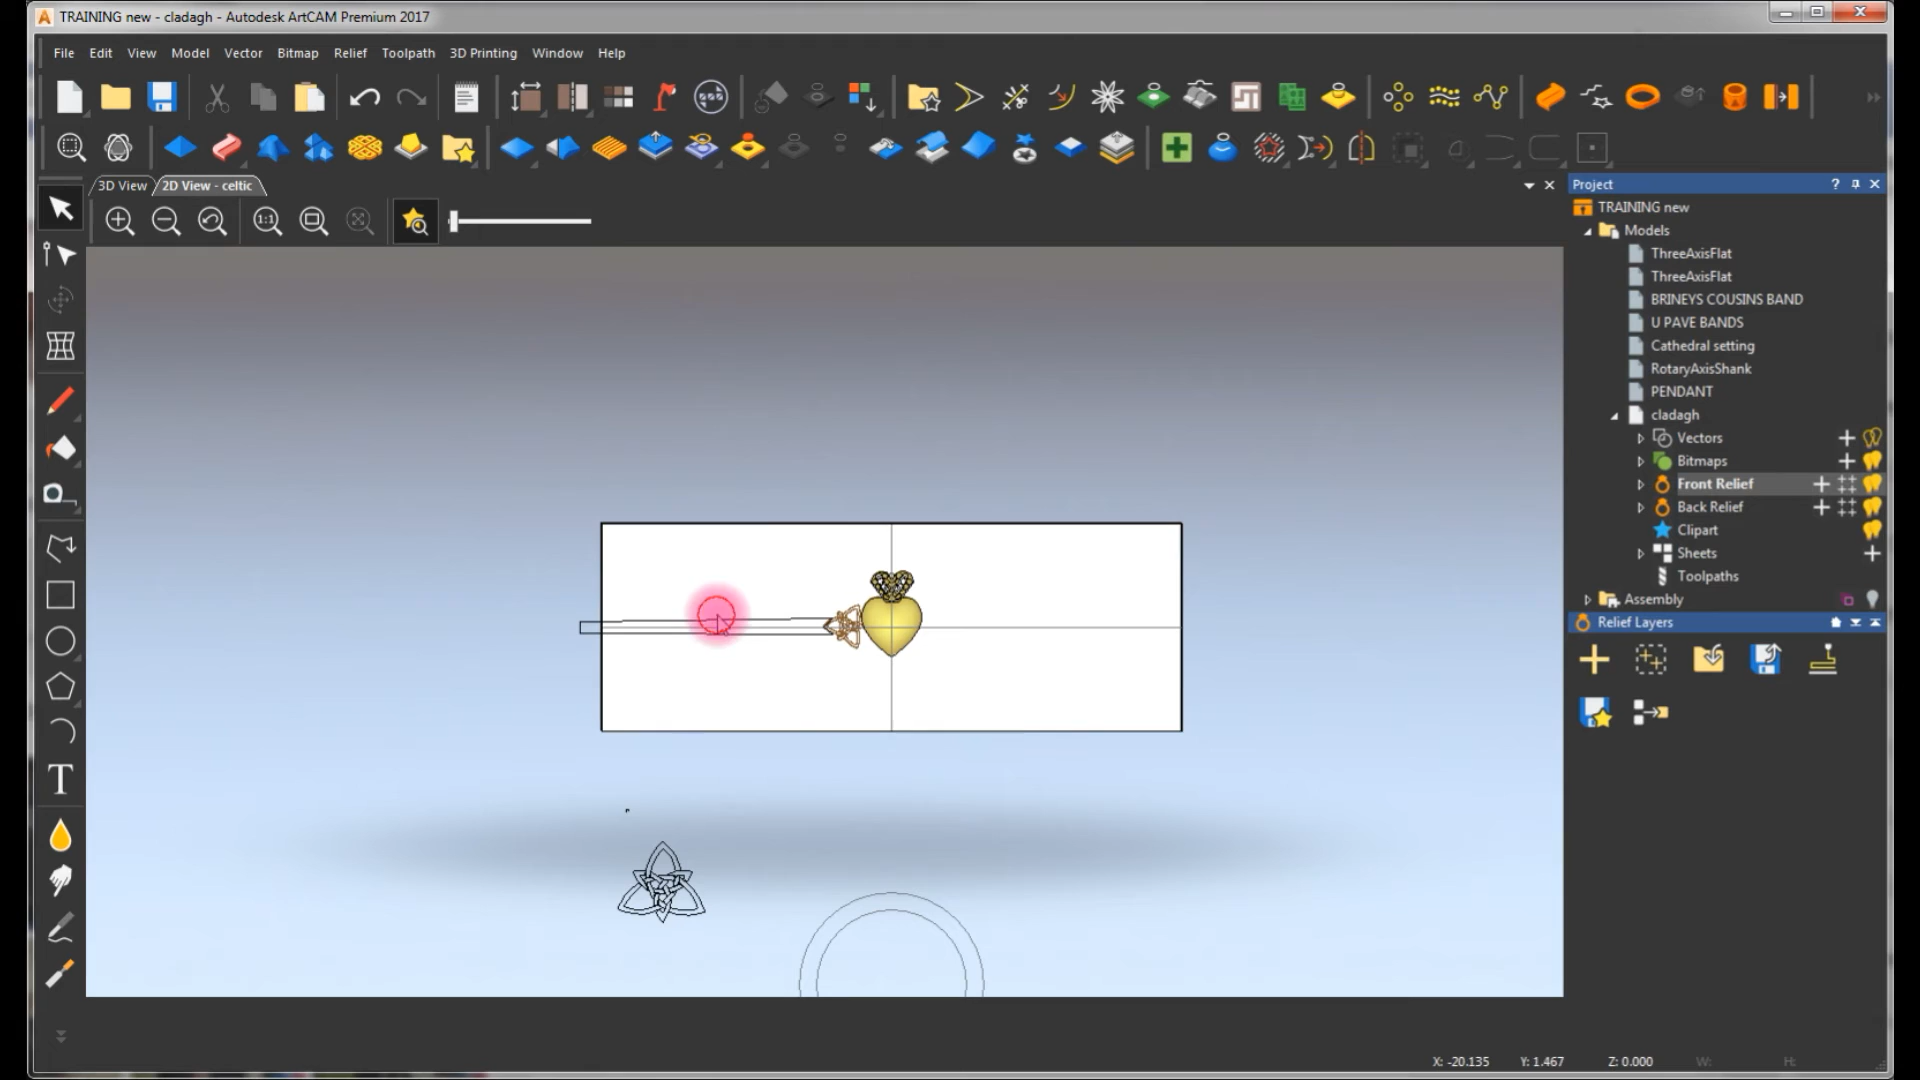 TRAINING new - cladagh - Autodesk ArtCAM Premium 2017
File Edit View Model Vector Bitmap Relief Toolpath 3D Printing Window Help
3D View 2D View - celtic
1:1
Project
TRAINING new
Models
ThreeAxisFlat
ThreeAxisFlat
BRINEYS COUSINS BAND
U PAVE BANDS
Cathedral setting
RotaryAxisShank
PENDANT
cladagh
Vectors
Bitmaps
Front Relief
Back Relief
Clipart
Sheets
Toolpaths
Assembly
Relief Layers
T
X: -20.135 Y: 1.467 Z: 0.000 W: H: